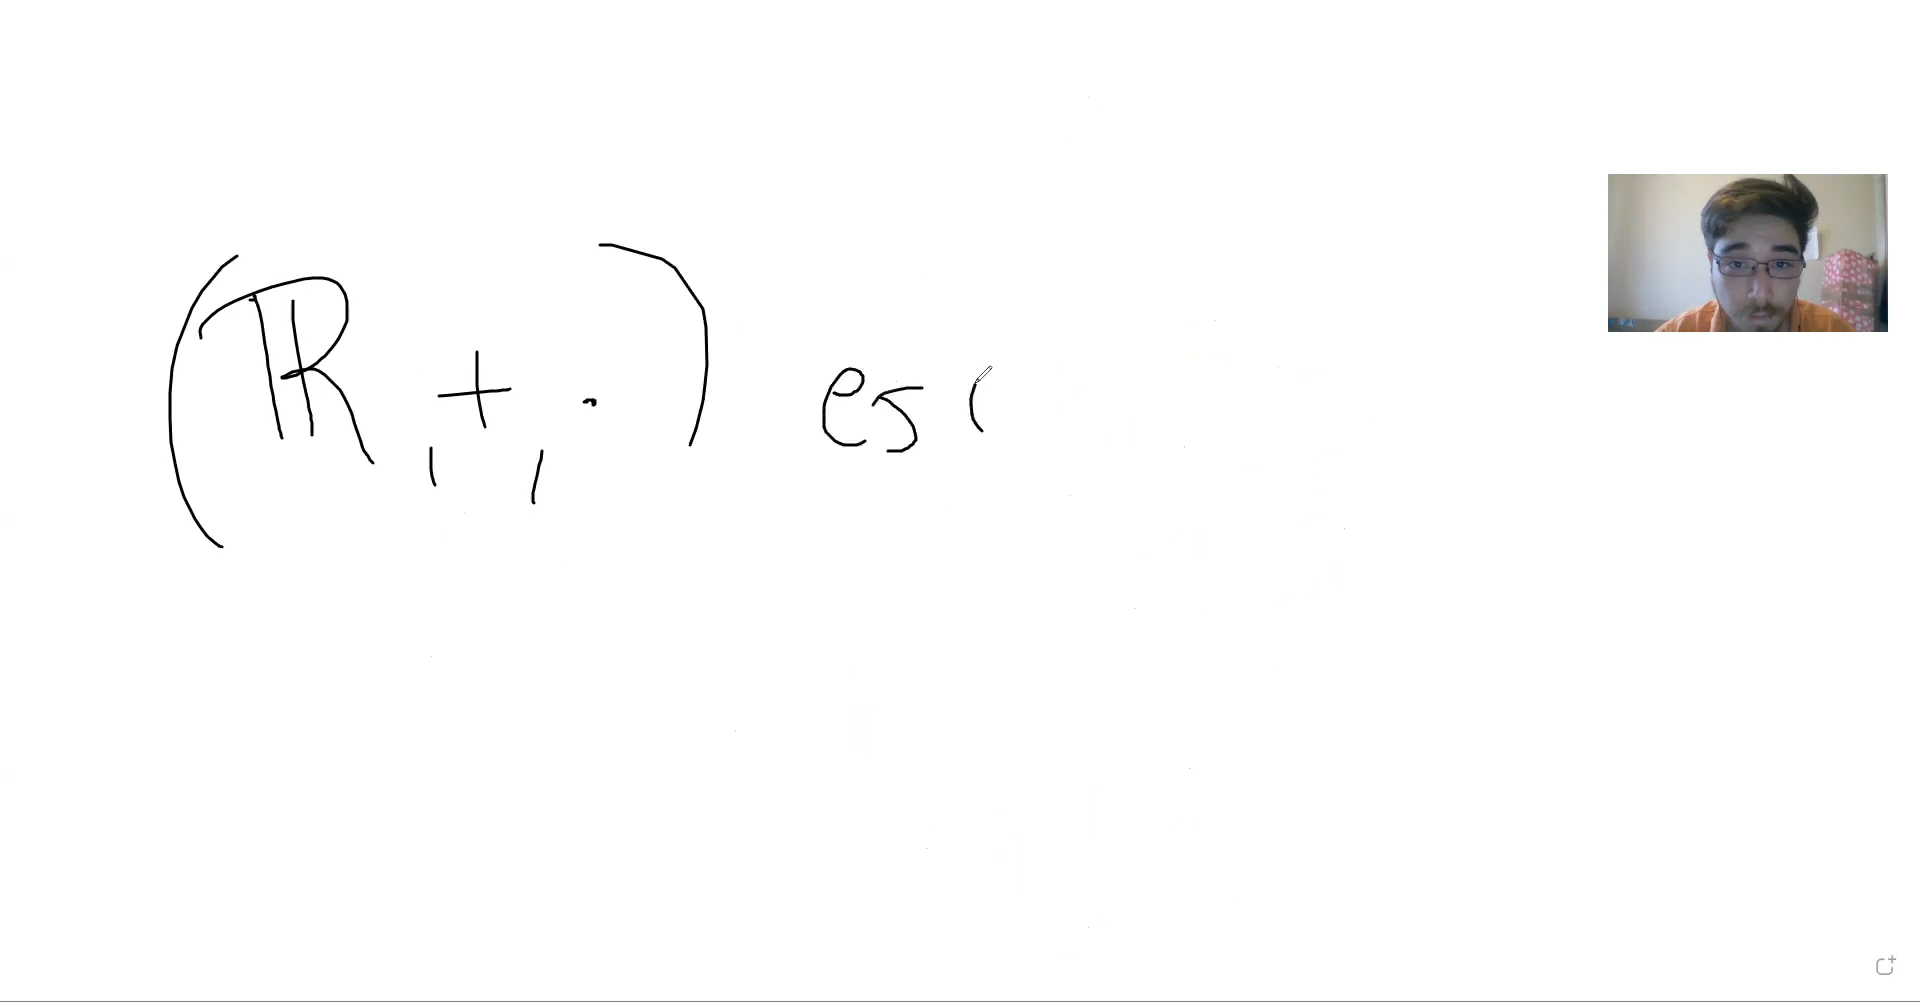 (ℝ, +, ·) es (